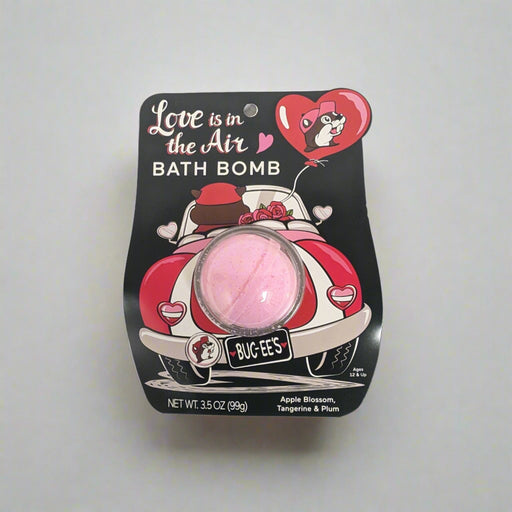 Love is in
the Air
BATH BOMB
BUC-EE'S
Ages
12 & Up
NET WT. 3.5 OZ (99g)
Apple Blossom,
Tangerine & Plum